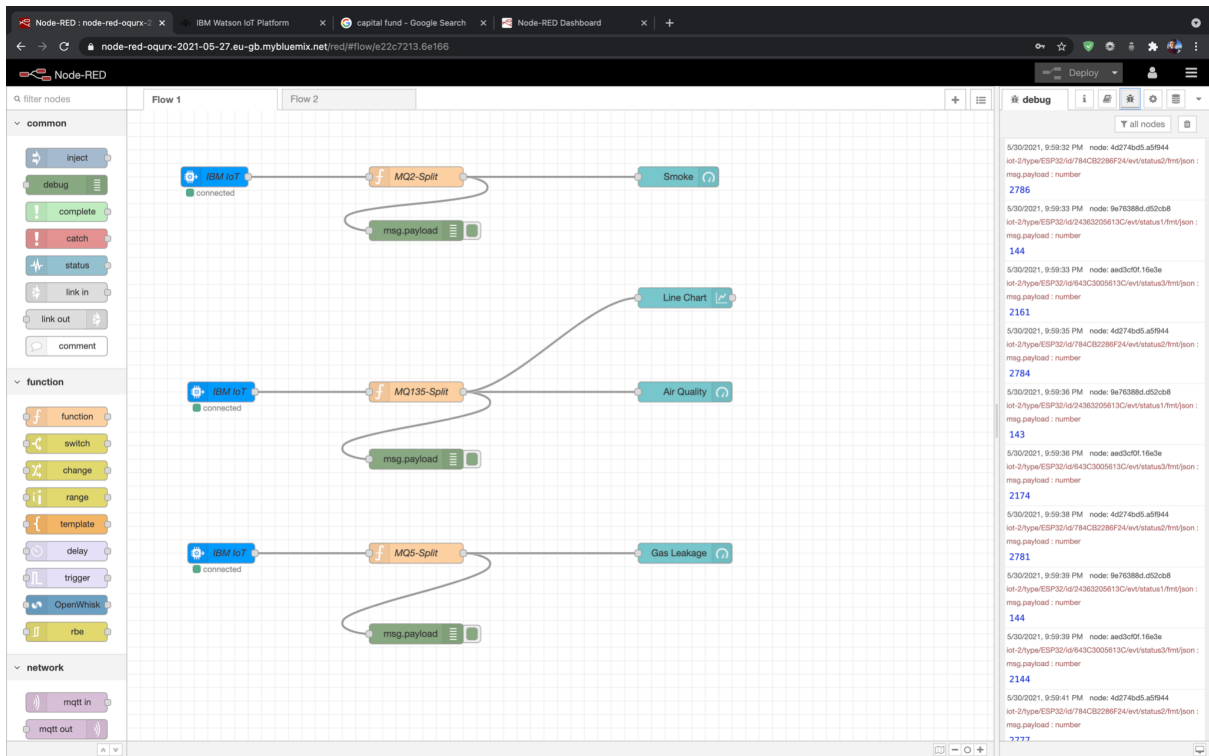 Node-RED : node-red-oqurx-2
IBM Watson IoT Platform
capital fund - Google Search
Node-RED Dashboard
node-red-oqurx-2021-05-27.eu-gb.mybluemix.net/red/#flow/e22c7213.6e166
Node-RED
Deploy
filter nodes
Flow 1
Flow 2
debug
all nodes
common
inject
debug
complete
catch
status
link in
link out
comment
function
function
switch
change
range
template
delay
trigger
OpenWhisk
rbe
network
mqtt in
mqtt out
IBM IoT
connected
MQ2-Split
Smoke
msg.payload
Line Chart
IBM IoT
connected
MQ135-Split
Air Quality
msg.payload
IBM IoT
connected
MQ5-Split
Gas Leakage
msg.payload
5/30/2021, 9:59:32 PM node: 4d274bd5.a5f944
iot-2/type/ESP32/id/784CB2286F24/evt/status2/fmt/json :
msg.payload : number
2786
5/30/2021, 9:59:33 PM node: 9e76388d.d52cb8
iot-2/type/ESP32/id/24363205613C/evt/status1/fmt/json :
msg.payload : number
144
5/30/2021, 9:59:33 PM node: aed3cf0f.16e3e
iot-2/type/ESP32/id/643C3005613C/evt/status3/fmt/json :
msg.payload : number
2161
5/30/2021, 9:59:35 PM node: 4d274bd5.a5f944
iot-2/type/ESP32/id/784CB2286F24/evt/status2/fmt/json :
msg.payload : number
2784
5/30/2021, 9:59:36 PM node: 9e76388d.d52cb8
iot-2/type/ESP32/id/24363205613C/evt/status1/fmt/json :
msg.payload : number
143
5/30/2021, 9:59:36 PM node: aed3cf0f.16e3e
iot-2/type/ESP32/id/643C3005613C/evt/status3/fmt/json :
msg.payload : number
2174
5/30/2021, 9:59:38 PM node: 4d274bd5.a5f944
iot-2/type/ESP32/id/784CB2286F24/evt/status2/fmt/json :
msg.payload : number
2781
5/30/2021, 9:59:39 PM node: 9e76388d.d52cb8
iot-2/type/ESP32/id/24363205613C/evt/status1/fmt/json :
msg.payload : number
144
5/30/2021, 9:59:39 PM node: aed3cf0f.16e3e
iot-2/type/ESP32/id/643C3005613C/evt/status3/fmt/json :
msg.payload : number
2144
5/30/2021, 9:59:41 PM node: 4d274bd5.a5f944
iot-2/type/ESP32/id/784CB2286F24/evt/status2/fmt/json :
msg.payload : number
2777